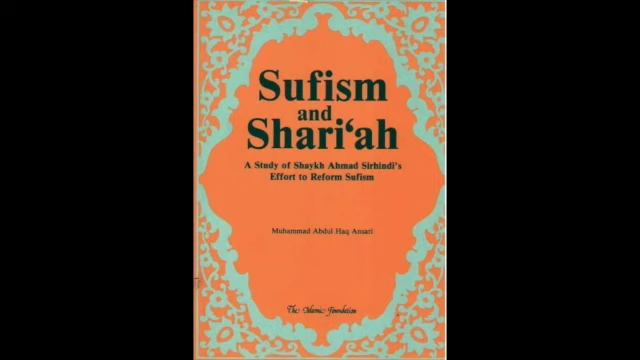 Sufism
and
Shari‘ah
A Study of Shaykh Ahmad Sirhindi's
Effort to Reform Sufism
Muhammad Abdul Haq Ansari
The Islamic Foundation